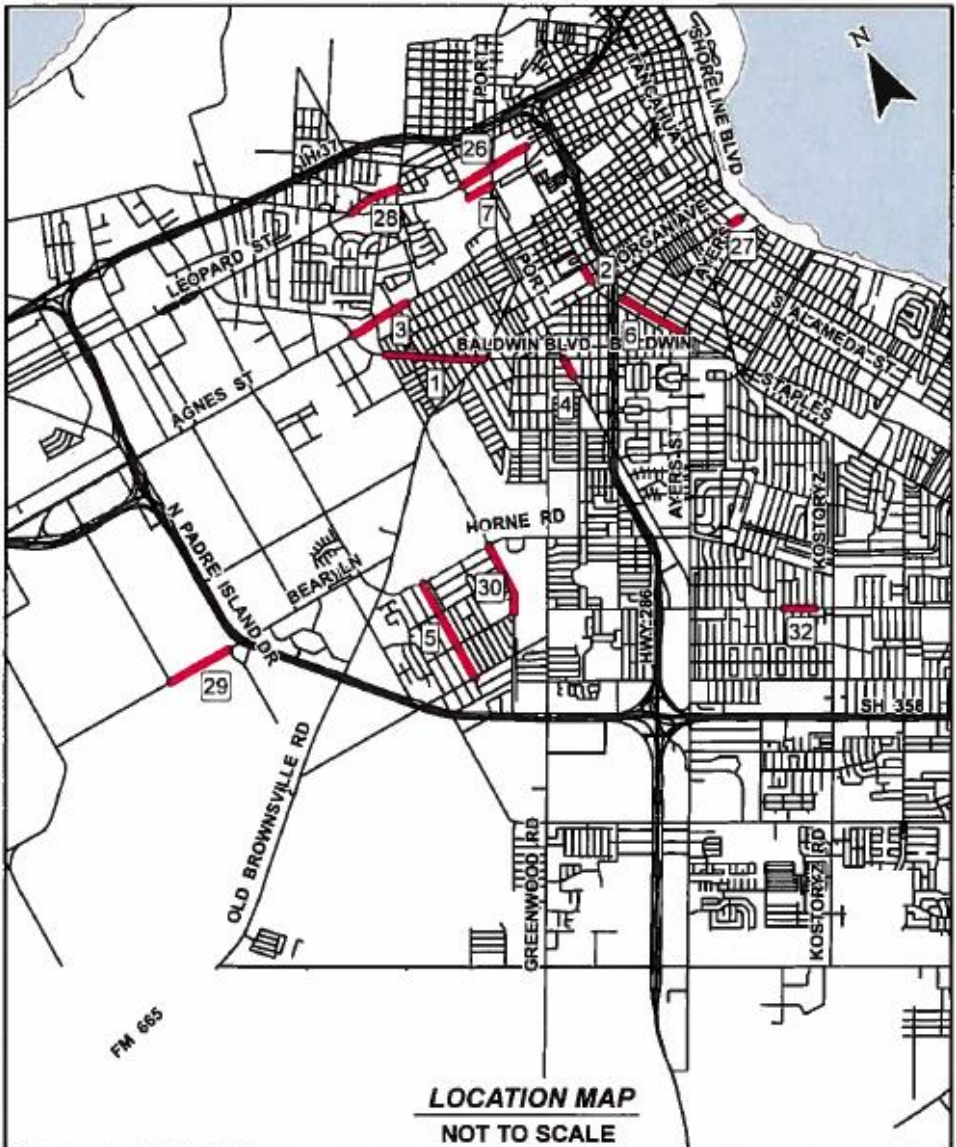 SHORELINE BLVD
N
PORT
TANCAHUA
IH 37
26
28
7
LEOPARD ST
AYERS
27
PORT
2
3
6
S ALAMEDA ST
BALDWIN BLVD
1
STAPLES
AGNES ST
4
AYERS ST
KOSTORYZ
HORNE RD
N PADRE ISLAND DR
BEAR LN
30
5
HWY 286
32
29
SH 358
OLD BROWNSVILLE RD
GREENWOOD RD
KOSTORYZ RD
FM 665
LOCATION MAP
NOT TO SCALE